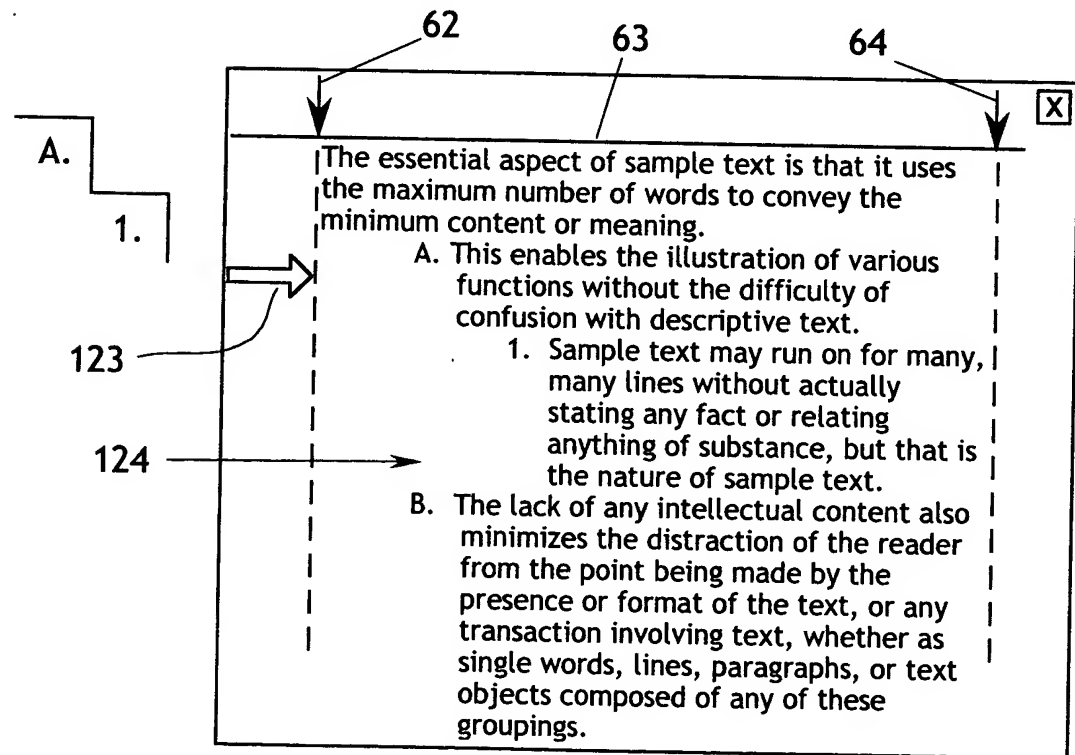 62
63
64
X
A.
1.
The essential aspect of sample text is that it uses
the maximum number of words to convey the
minimum content or meaning.
A. This enables the illustration of various
functions without the difficulty of
confusion with descriptive text.
1. Sample text may run on for many,
many lines without actually
stating any fact or relating
anything of substance, but that is
the nature of sample text.
B. The lack of any intellectual content also
minimizes the distraction of the reader
from the point being made by the
presence or format of the text, or any
transaction involving text, whether as
single words, lines, paragraphs, or text
objects composed of any of these
groupings.
123
124